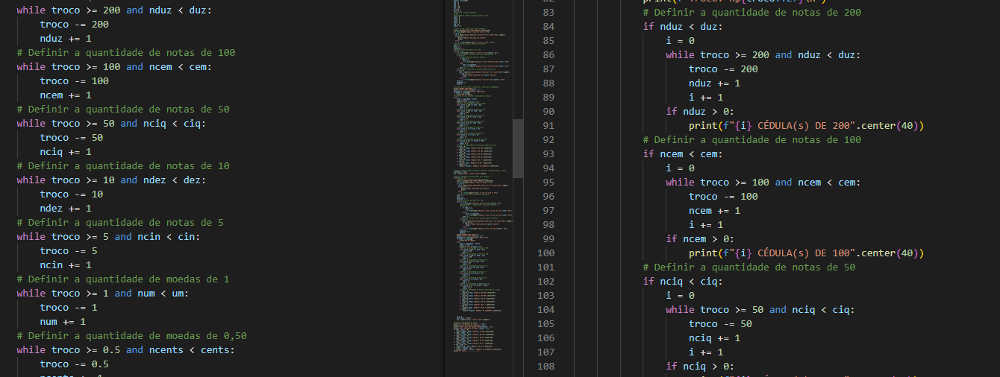 while troco >= 200 and nduz < duz:
troco -= 200
nduz += 1
# Definir a quantidade de notas de 100
while troco >= 100 and ncem < cem:
troco -= 100
ncem += 1
# Definir a quantidade de notas de 50
while troco >= 50 and nciq < ciq:
troco -= 50
nciq += 1
# Definir a quantidade de notas de 10
while troco >= 10 and ndez < dez:
troco -= 10
ndez += 1
# Definir a quantidade de notas de 5
while troco >= 5 and ncin < cin:
troco -= 5
ncin += 1
# Definir a quantidade de moedas de 1
while troco >= 1 and num < um:
troco -= 1
num += 1
# Definir a quantidade de moedas de 0,50
while troco >= 0.5 and ncents < cents:
troco -= 0.5
83 # Definir a quantidade de notas de 200
84 if nduz < duz:
85 i = 0
86 while troco >= 200 and nduz < duz:
87 troco -= 200
88 nduz += 1
89 i += 1
90 if nduz > 0:
91 print(f"{i} CÉDULA(s) DE 200".center(40))
92 # Definir a quantidade de notas de 100
93 if ncem < cem:
94 i = 0
95 while troco >= 100 and ncem < cem:
96 troco -= 100
97 ncem += 1
98 i += 1
99 if ncem > 0:
100 print(f"{i} CÉDULA(s) DE 100".center(40))
101 # Definir a quantidade de notas de 50
102 if nciq < ciq:
103 i = 0
104 while troco >= 50 and nciq < ciq:
105 troco -= 50
106 nciq += 1
107 i += 1
108 if nciq > 0: